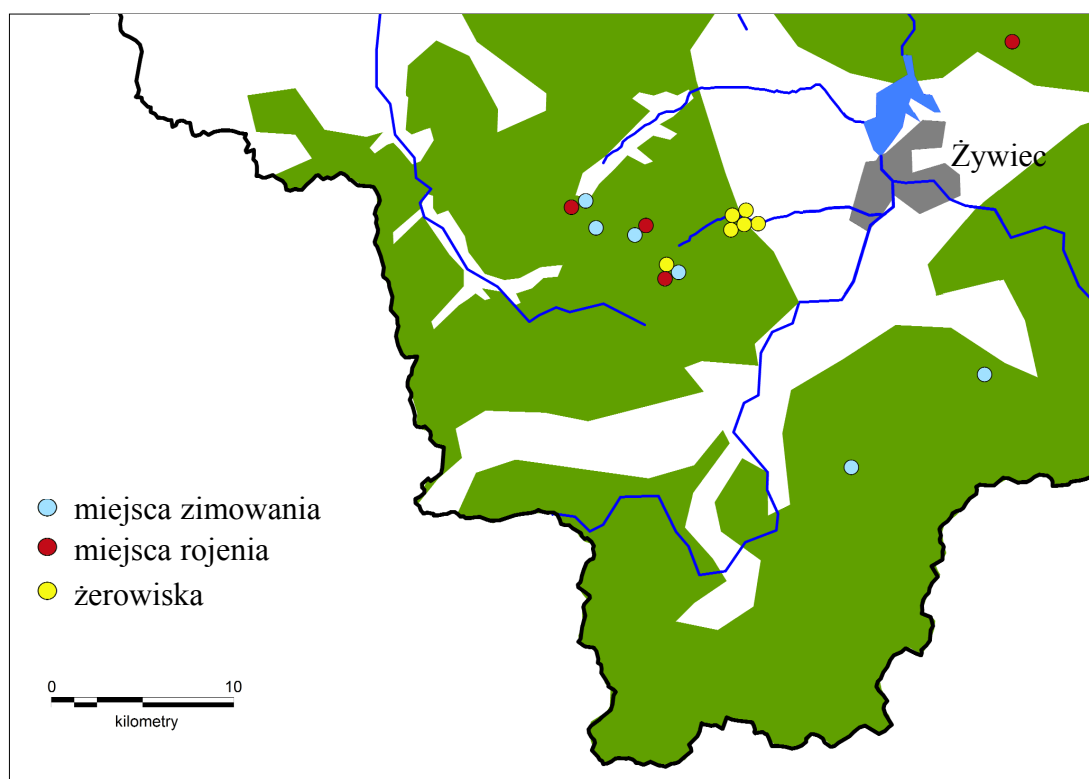 Żywiec
miejsca zimowania
miejsca rojenia
żerowiska
0 10
kilometry